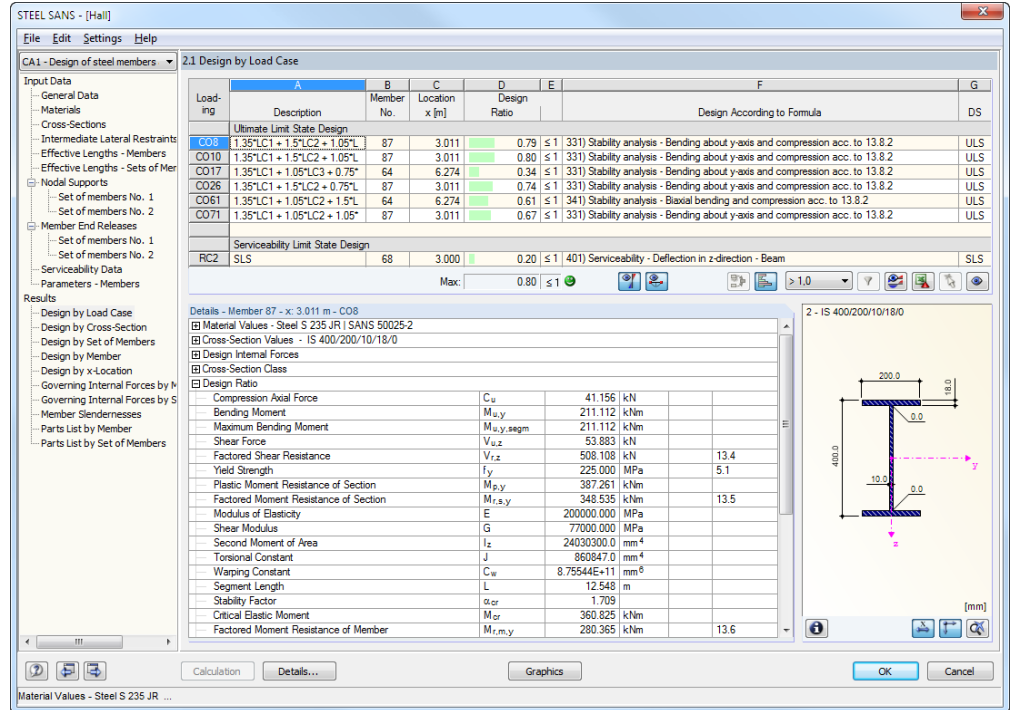 STEEL SANS - [Hall]
File Edit Settings Help
CA1 - Design of steel members
Input Data
General Data
Materials
Cross-Sections
Intermediate Lateral Restraints
Effective Lengths - Members
Effective Lengths - Sets of Mer
Nodal Supports
Set of members No. 1
Set of members No. 2
Member End Releases
Set of members No. 1
Set of members No. 2
Serviceability Data
Parameters - Members
Results
Design by Load Case
Design by Cross-Section
Design by Set of Members
Design by Member
Design by x-Location
Governing Internal Forces by M
Governing Internal Forces by S
Member Slendernesses
Parts List by Member
Parts List by Set of Members
2.1 Design by Load Case
A B C D E F G
Load- Member Location Design
ing Description No. x [m] Ratio Design According to Formula DS
Ultimate Limit State Design
CO8 1.35*LC1 + 1.5*LC2 + 1.05*L 87 3.011 0.79 ≤ 1 331) Stability analysis - Bending about y-axis and compression acc. to 13.8.2 ULS
CO10 1.35*LC1 + 1.5*LC2 + 1.05*L 87 3.011 0.80 ≤ 1 331) Stability analysis - Bending about y-axis and compression acc. to 13.8.2 ULS
CO17 1.35*LC1 + 1.05*LC3 + 0.75* 64 6.274 0.34 ≤ 1 331) Stability analysis - Bending about y-axis and compression acc. to 13.8.2 ULS
CO26 1.35*LC1 + 1.5*LC2 + 0.75*L 87 3.011 0.74 ≤ 1 331) Stability analysis - Bending about y-axis and compression acc. to 13.8.2 ULS
CO61 1.35*LC1 + 1.05*LC2 + 1.5*L 64 6.274 0.61 ≤ 1 341) Stability analysis - Biaxial bending and compression acc. to 13.8.2 ULS
CO71 1.35*LC1 + 1.05*LC2 + 1.05* 87 3.011 0.67 ≤ 1 331) Stability analysis - Bending about y-axis and compression acc. to 13.8.2 ULS
Serviceability Limit State Design
RC2 SLS 68 3.000 0.20 ≤ 1 401) Serviceability - Deflection in z-direction - Beam SLS
Max: 0.80 ≤ 1 > 1,0
Details - Member 87 - x: 3.011 m - CO8
Material Values - Steel S 235 JR | SANS 50025-2
Cross-Section Values - IS 400/200/10/18/0
Design Internal Forces
Cross-Section Class
Design Ratio
Compression Axial Force Cu 41.156 kN
Bending Moment Mu,y 211.112 kNm
Maximum Bending Moment Mu,y,segm 211.112 kNm
Shear Force Vu,z 53.883 kN
Factored Shear Resistance Vr,z 508.108 kN 13.4
Yield Strength fy 225.000 MPa 5.1
Plastic Moment Resistance of Section Mp,y 387.261 kNm
Factored Moment Resistance of Section Mr,s,y 348.535 kNm 13.5
Modulus of Elasticity E 200000.000 MPa
Shear Modulus G 77000.000 MPa
Second Moment of Area Iz 24030300.0 mm⁴
Torsional Constant J 860847.0 mm⁴
Warping Constant Cw 8.75544E+11 mm⁶
Segment Length L 12.548 m
Stability Factor αcr 1.709
Critical Elastic Moment Mcr 360.825 kNm
Factored Moment Resistance of Member Mr,m,y 280.365 kNm 13.6
2 - IS 400/200/10/18/0
200.0
18.0
0.0
400.0
y
10.0
0.0
z
[mm]
Calculation Details... Graphics OK Cancel
Material Values - Steel S 235 JR ...